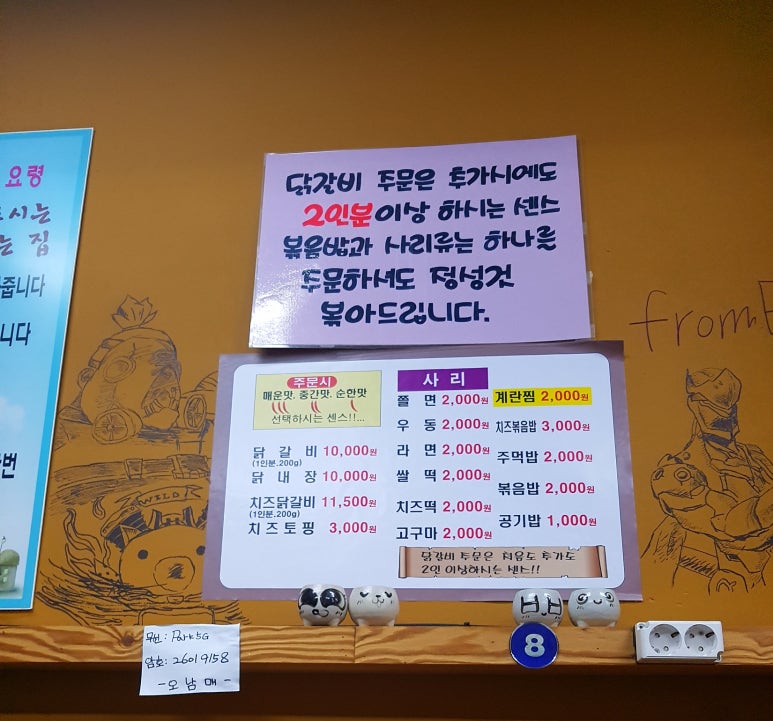 요령
시는
는 집
줍니다
니다
번
닭갈비 주문은 추가시에도
2인분 이상 하시는 센스
볶음밥과 사리류는 하나를
주문하셔도 정성껏
볶아드립니다.
from
주문시
매운맛. 중간맛. 순한맛
선택하시는 센스!!...
닭 갈 비 10,000원
(1인분.200g)
닭 내 장 10,000원
치즈닭갈비 11,500원
(1인분.200g)
치즈토핑 3,000원
사 리
쫄 면 2,000원
우 동 2,000원
라 면 2,000원
쌀 떡 2,000원
치즈떡 2,000원
고구마 2,000원
계란찜 2,000원
치즈볶음밥 3,000원
주먹밥 2,000원
볶음밥 2,000원
공기밥 1,000원
닭갈비 주문은 처음도 추가도
2인 이상하시는 센스!!
WILD
8
무선: Park5G
암호: 26019158
- 오 남 매 -